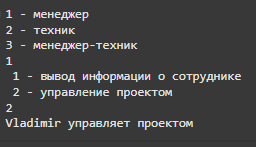 1 - менеджер
2 - техник
3 - менеджер-техник
1
1 - вывод информации о сотруднике
2 - управление проектом
2
Vladimir управляет проектом